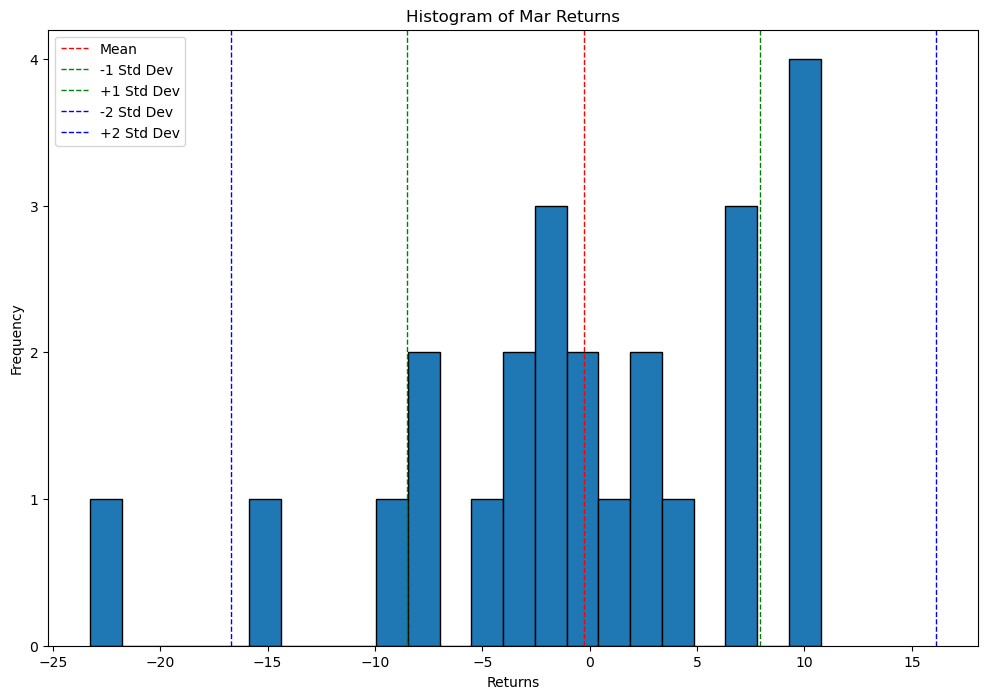 Histogram of Mar Returns
Mean
-1 Std Dev
+1 Std Dev
-2 Std Dev
+2 Std Dev
4
3
2
1
0
Frequency
−25 −20 −15 −10 −5 0 5 10 15
Returns